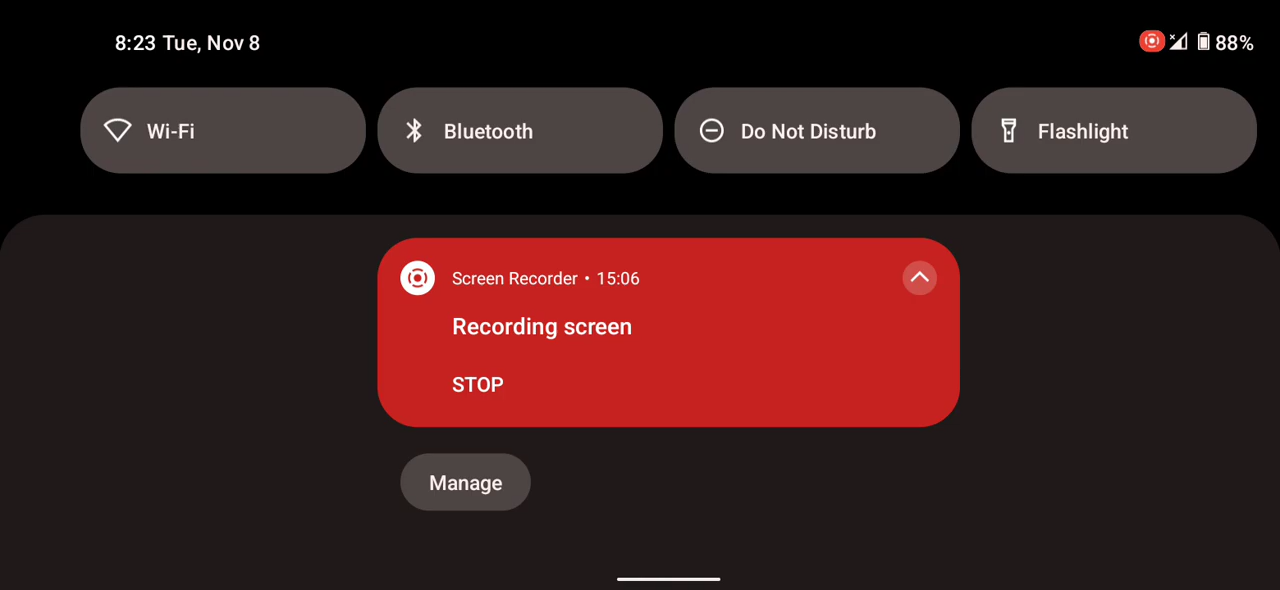 8:23 Tue, Nov 8 88%
Wi-Fi Bluetooth Do Not Disturb Flashlight
Screen Recorder • 15:06
Recording screen
STOP
Manage